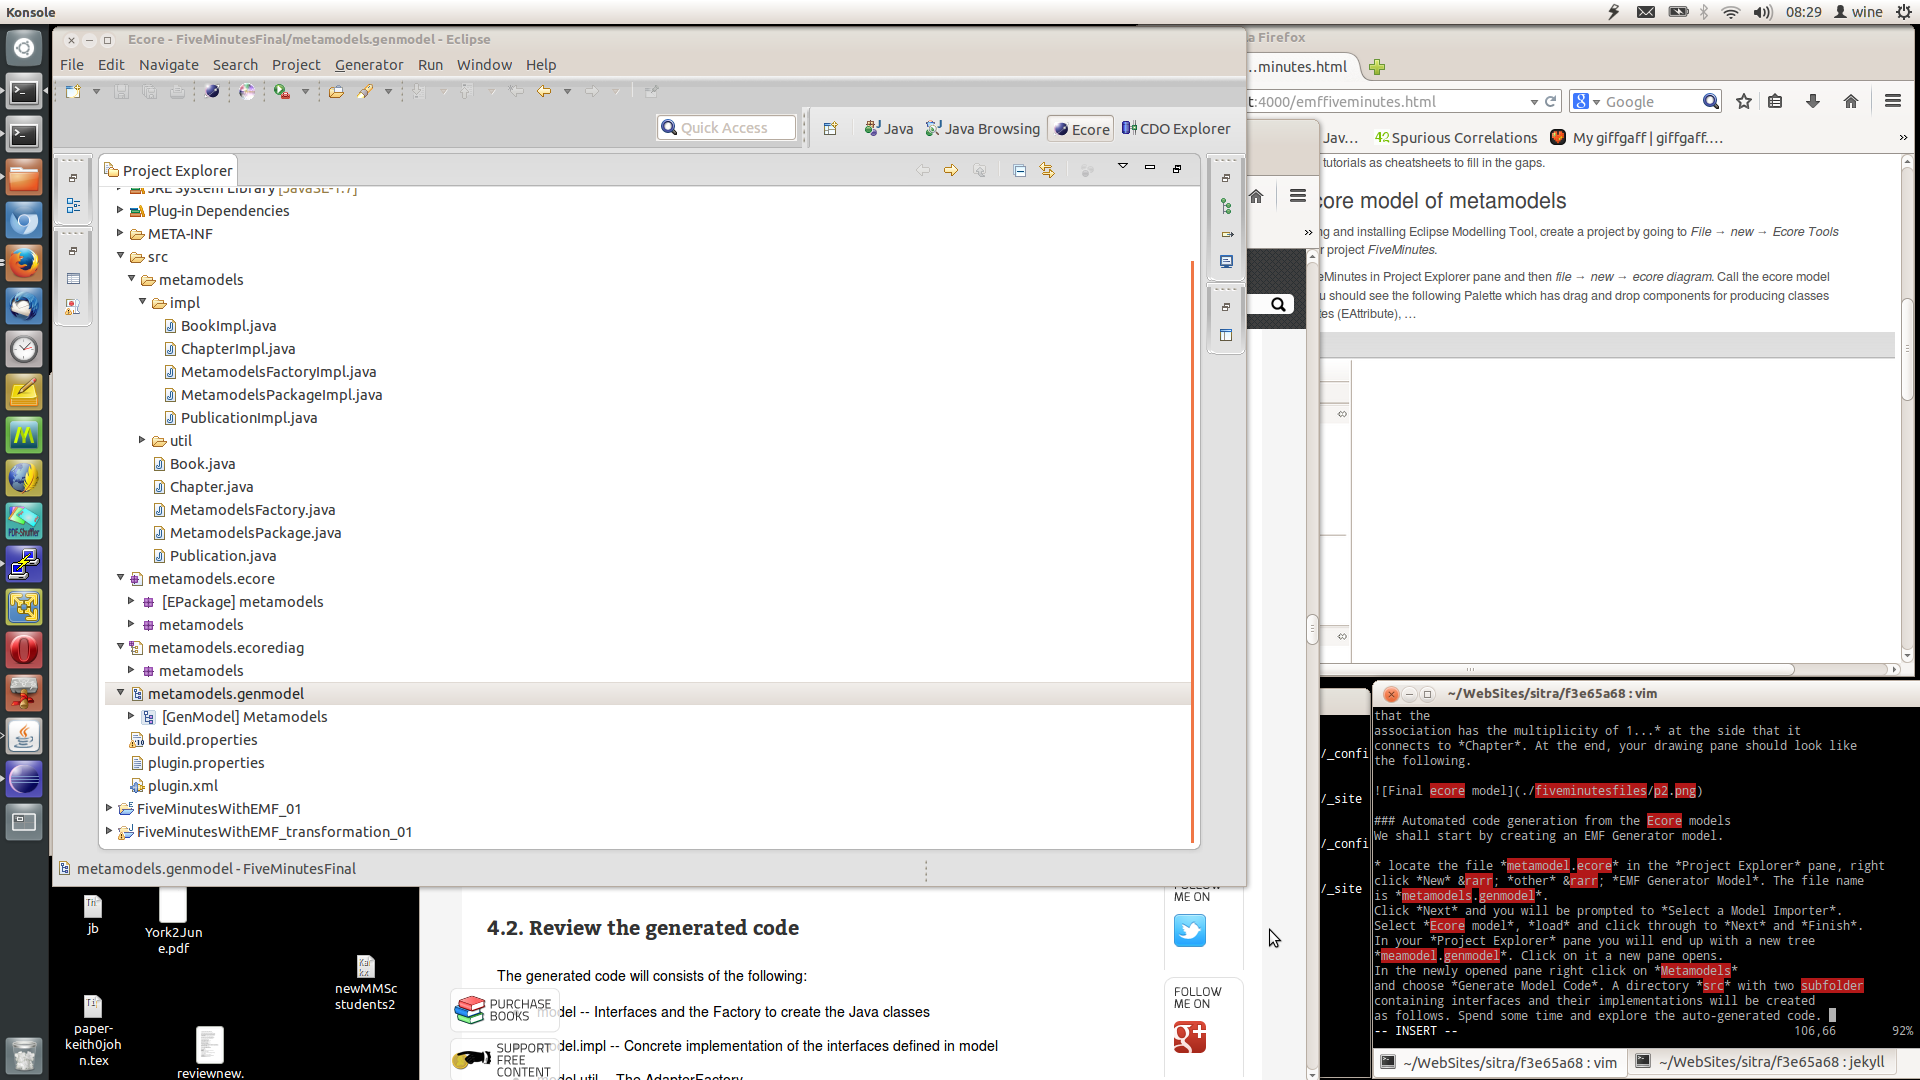 Konsole
08:29
wine
Ecore - FiveMinutesFinal/metamodels.genmodel - Eclipse
File Edit Navigate Search Project Generator Run Window Help
Quick Access
Java
Java Browsing
Ecore
CDO Explorer
Project Explorer
JRE System Library [JavaSE-1.7]
Plug-in Dependencies
META-INF
src
metamodels
impl
BookImpl.java
ChapterImpl.java
MetamodelsFactoryImpl.java
MetamodelsPackageImpl.java
PublicationImpl.java
util
Book.java
Chapter.java
MetamodelsFactory.java
MetamodelsPackage.java
Publication.java
metamodels.ecore
[EPackage] metamodels
metamodels
metamodels.ecorediag
metamodels
metamodels.genmodel
[GenModel] Metamodels
build.properties
plugin.properties
plugin.xml
FiveMinutesWithEMF_01
FiveMinutesWithEMF_transformation_01
metamodels.genmodel - FiveMinutesFinal
a Firefox
...minutes.html
t:4000/emffiveminutes.html
Google
Jav...
Spurious Correlations
My giffgaff | giffgaff....
tutorials as cheatsheets to fill in the gaps.
core model of metamodels
ng and installing Eclipse Modelling Tool, create a project by going to File → new → Ecore Tools
r project FiveMinutes.
eMinutes in Project Explorer pane and then file → new → ecore diagram. Call the ecore model
u should see the following Palette which has drag and drop components for producing classes
tes (EAttribute), ...
/_confi
/_site
/_confi
/_site
~/WebSites/sitra/f3e65a68 : vim
that the
association has the multiplicity of 1...* at the side that it
connects to *Chapter*. At the end, your drawing pane should look like
the following.
![Final ecore model](./fiveminutesfiles/p2.png)
### Automated code generation from the Ecore models
We shall start by creating an EMF Generator model.
* locate the file *metamodel.ecore* in the *Project Explorer* pane, right
click *New* &rarr; *other* &rarr; *EMF Generator Model*. The file name
is *metamodels.genmodel*.
Click *Next* and you will be prompted to *Select a Model Importer*.
Select *Ecore model*, *load* and click through to *Next* and *Finish*.
In your *Project Explorer* pane you will end up with a new tree
*meamodel.genmodel*. Click on it a new pane opens.
In the newly opened pane right click on *Metamodels*
and choose *Generate Model Code*. A directory *src* with two subfolder
containing interfaces and their implementations will be created
as follows. Spend some time and explore the auto-generated code.
-- INSERT -- 106,66 92%
~/WebSites/sitra/f3e65a68 : vim
~/WebSites/sitra/f3e65a68 : jekyll
jb
York2June.pdf
newMMSc
students2
paper-
keith0joh
n.tex
reviewnew.
PDF-Shuffler
4.2. Review the generated code
The generated code will consists of the following:
del -- Interfaces and the Factory to create the Java classes
del.impl -- Concrete implementation of the interfaces defined in model
del.util -- The AdapterFactory
PURCHASE
BOOKS
SUPPORT
FREE
CONTENT
FOLLOW
ME ON
FOLLOW
ME ON